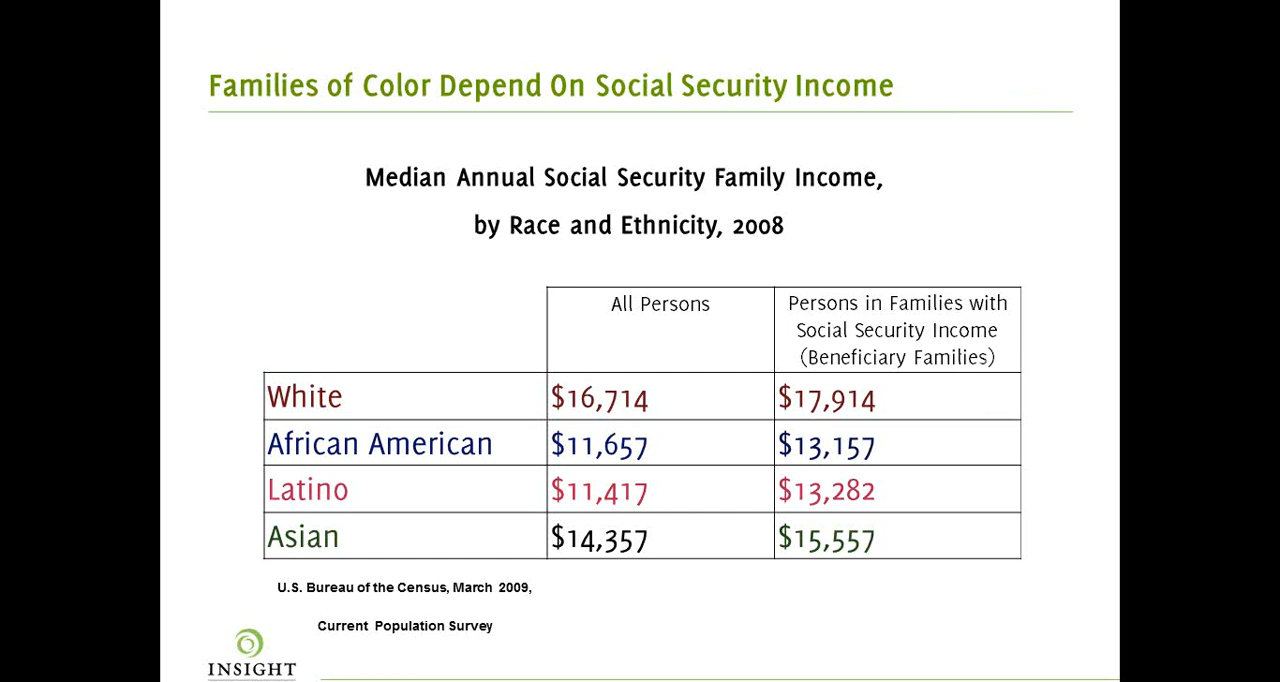 Families of Color Depend On Social Security Income
Median Annual Social Security Family Income,
by Race and Ethnicity, 2008
All Persons
Persons in Families with
Social Security Income
(Beneficiary Families)
White $16,714 $17,914
African American $11,657 $13,157
Latino $11,417 $13,282
Asian $14,357 $15,557
U.S. Bureau of the Census, March 2009,
Current Population Survey
INSIGHT